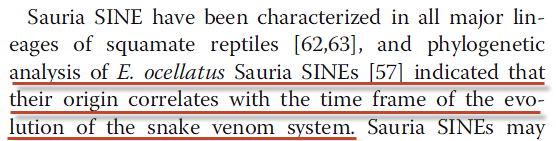 Sauria SINE have been characterized in all major lin-
eages of squamate reptiles [62,63], and phylogenetic
analysis of E. ocellatus Sauria SINEs [57] indicated that
their origin correlates with the time frame of the evo-
lution of the snake venom system. Sauria SINEs may